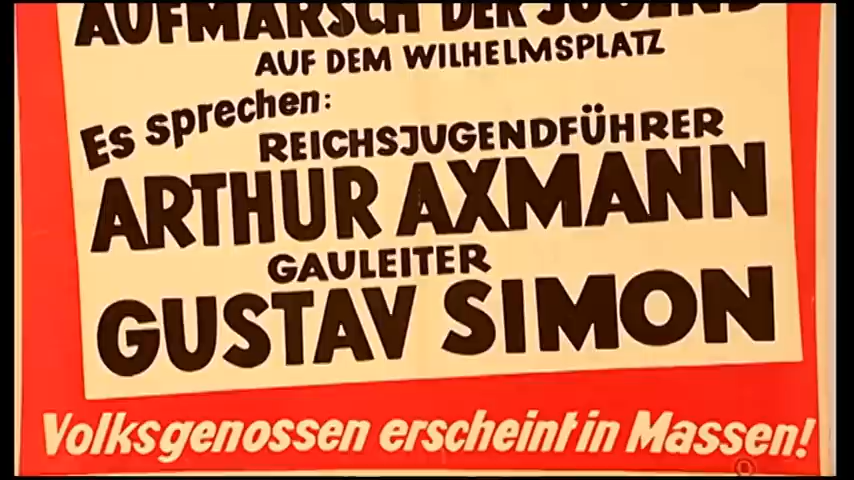 AUFMARSCH DER JUGEND
AUF DEM WILHELMSPLATZ
Es sprechen:
REICHSJUGENDFÜHRER
ARTHUR AXMANN
GAULEITER
GUSTAV SIMON
Volksgenossen erscheint in Massen!